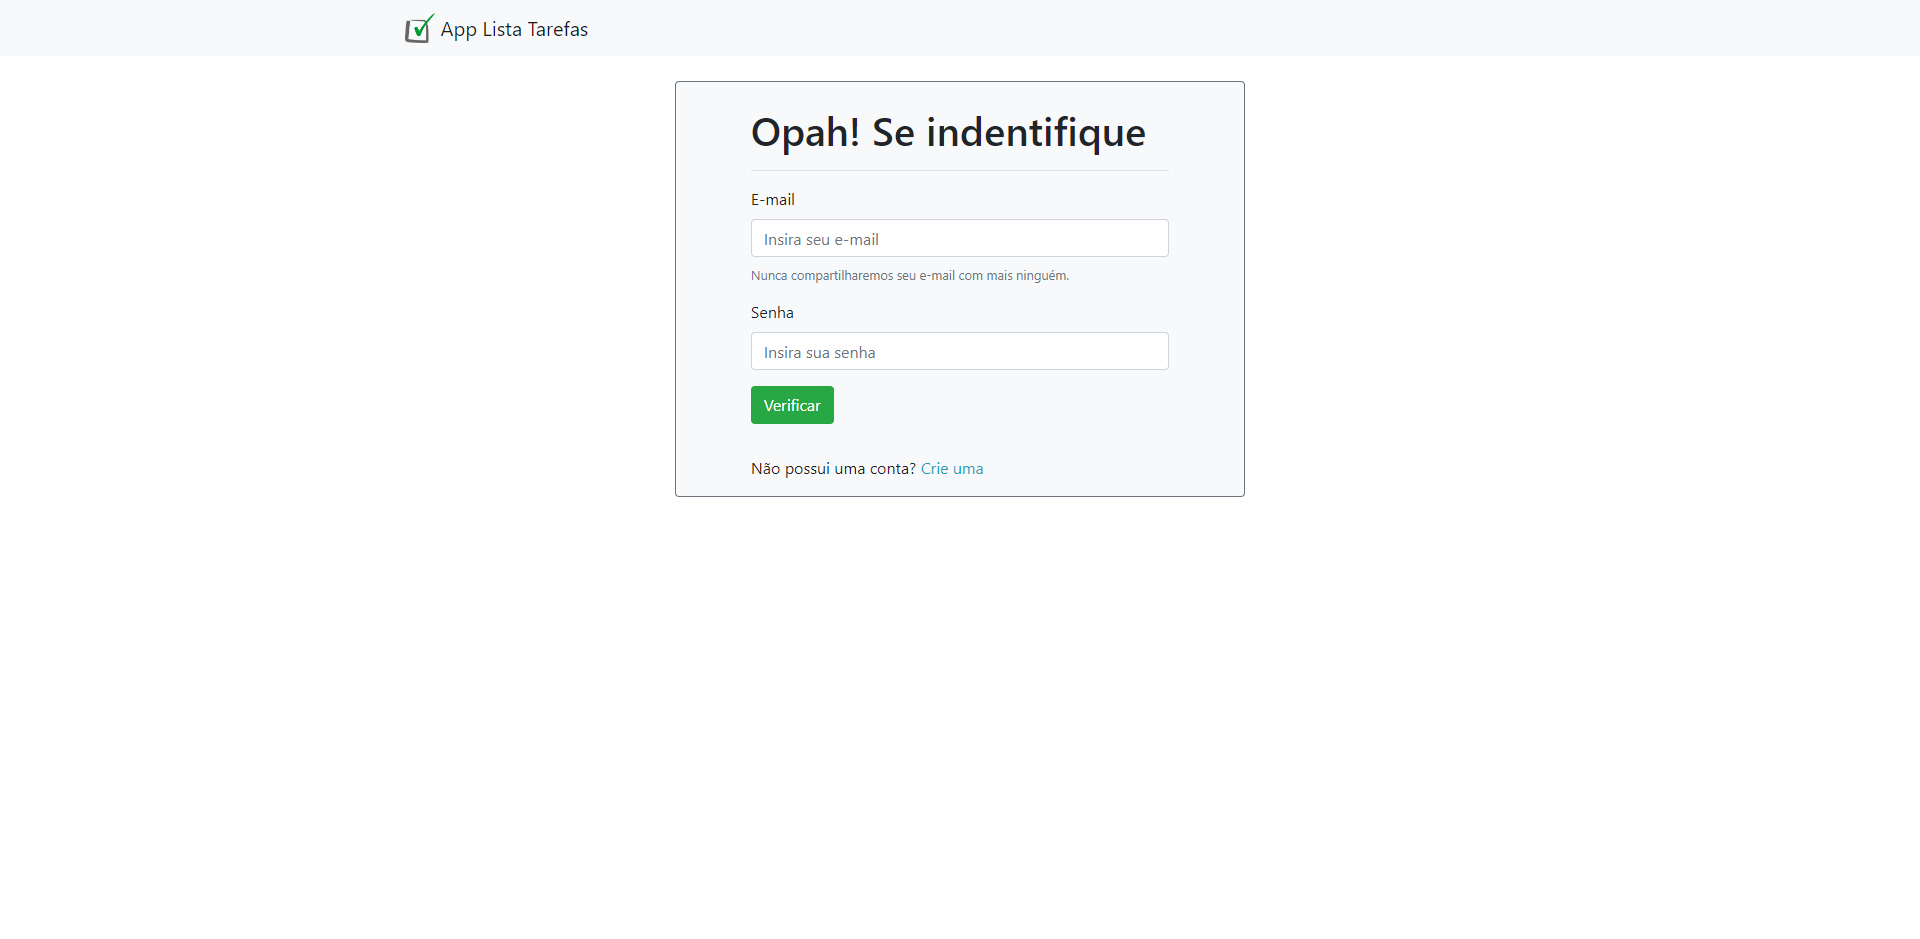 App Lista Tarefas
Opah! Se indentifique
E-mail
Insira seu e-mail
Nunca compartilharemos seu e-mail com mais ninguém.
Senha
Insira sua senha
Verificar
Não possui uma conta? Crie uma